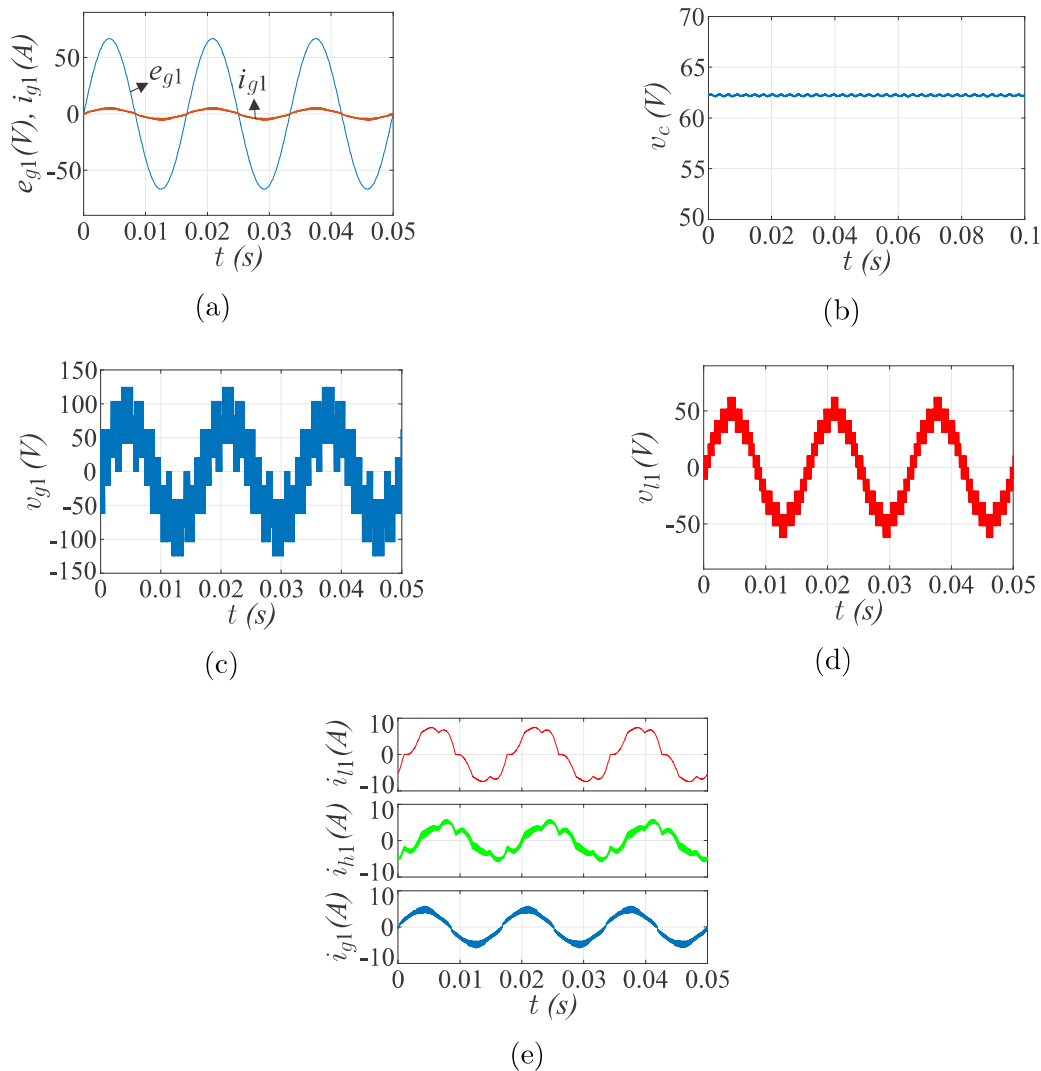 e_{g1}(V), i_{g1}(A)
50
0
-50
e_{g1}
i_{g1}
0 0.01 0.02 0.03 0.04 0.05
t (s)
(a)
v_c (V)
70
65
60
55
50
0 0.02 0.04 0.06 0.08 0.1
t (s)
(b)
v_{g1} (V)
150
100
50
0
-50
-100
-150
0 0.01 0.02 0.03 0.04 0.05
t (s)
(c)
v_{l1} (V)
50
0
-50
0 0.01 0.02 0.03 0.04 0.05
t (s)
(d)
i_{l1}(A)
10
0
-10
i_{h1}(A)
10
0
-10
i_{g1}(A)
10
0
-10
0 0.01 0.02 0.03 0.04 0.05
t (s)
(e)